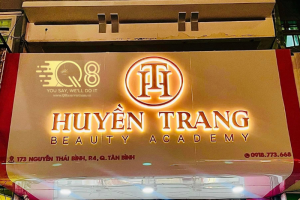 Q8
YOU SAY, WE'LL DO IT
HT
HUYỀN TRANG
BEAUTY ACADEMY
173 NGUYỄN THÁI BÌNH, P.4, Q.TÂN BÌNH
0918.773.668